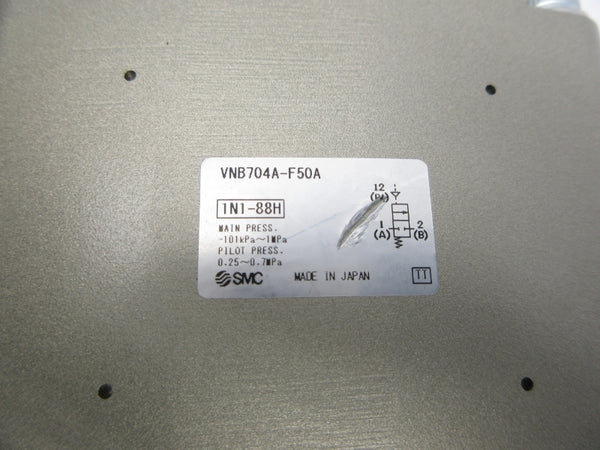 VNB704A-F50A
1N1-88H
MAIN PRESS.
-101kPa~1MPa
PILOT PRESS.
0.25~0.7MPa
SMC MADE IN JAPAN TT
12
1 2
(A) (B)